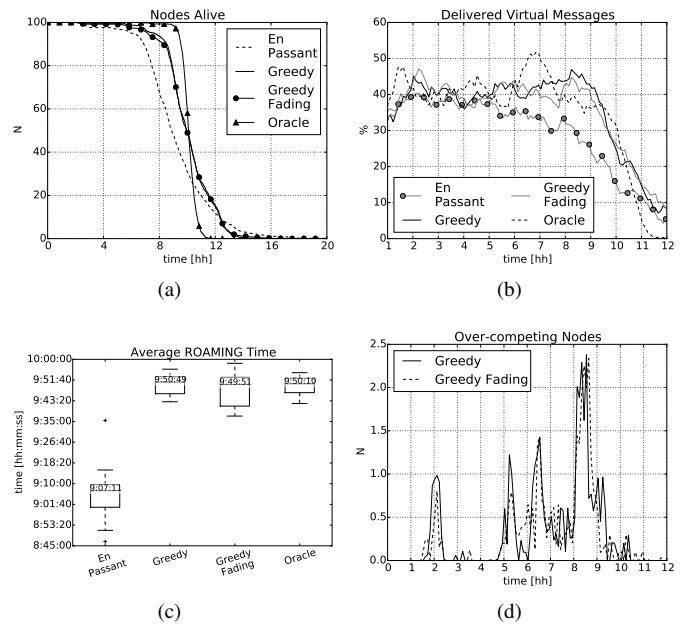 Nodes Alive
100
80
60
40
20
0
N
0 4 8 12 16 20
time [hh]
En Passant
Greedy
Greedy Fading
Oracle
(a)
Delivered Virtual Messages
60
50
40
30
20
10
0
%
1 2 3 4 5 6 7 8 9 10 11 12
time [hh]
En Passant
Greedy
Greedy Fading
Oracle
(b)
Average ROAMING Time
10:00:00
9:51:40
9:43:20
9:35:00
9:26:40
9:18:20
9:10:00
9:01:40
8:53:20
8:45:00
time [hh:mm:ss]
9:07:11
9:50:49
9:49:51
9:50:10
En Passant
Greedy
Greedy Fading
Oracle
(c)
Over-competing Nodes
2.5
2.0
1.5
1.0
0.5
0.0
N
0 1 2 3 4 5 6 7 8 9 10 11 12
time [hh]
Greedy
Greedy Fading
(d)